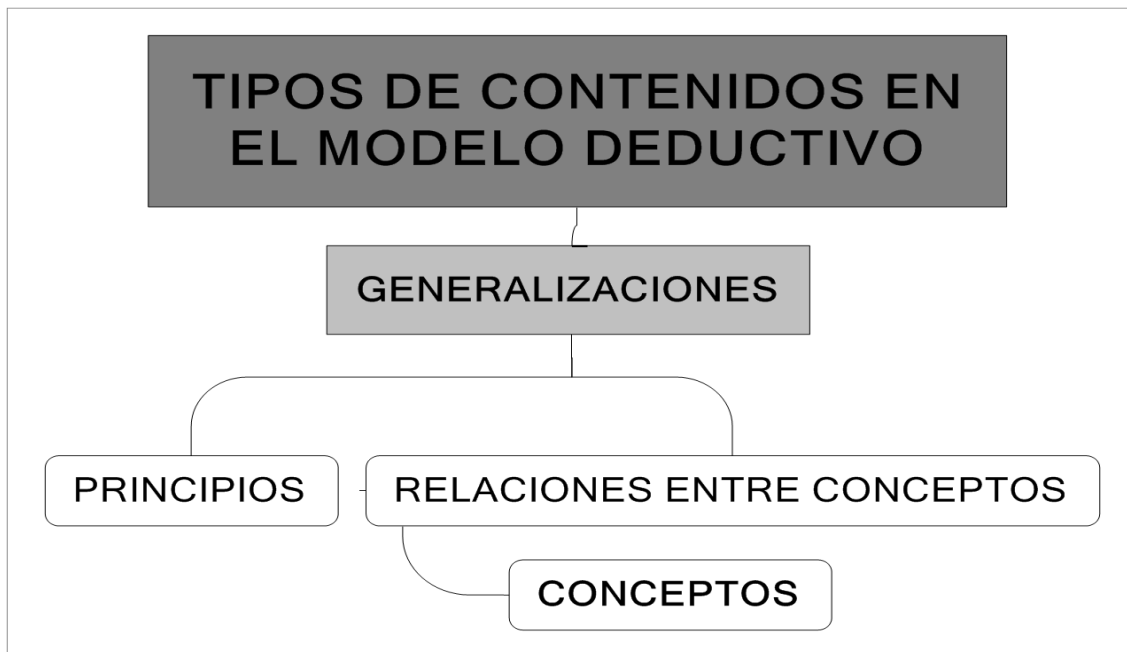 TIPOS DE CONTENIDOS EN
EL MODELO DEDUCTIVO
GENERALIZACIONES
PRINCIPIOS
RELACIONES ENTRE CONCEPTOS
CONCEPTOS